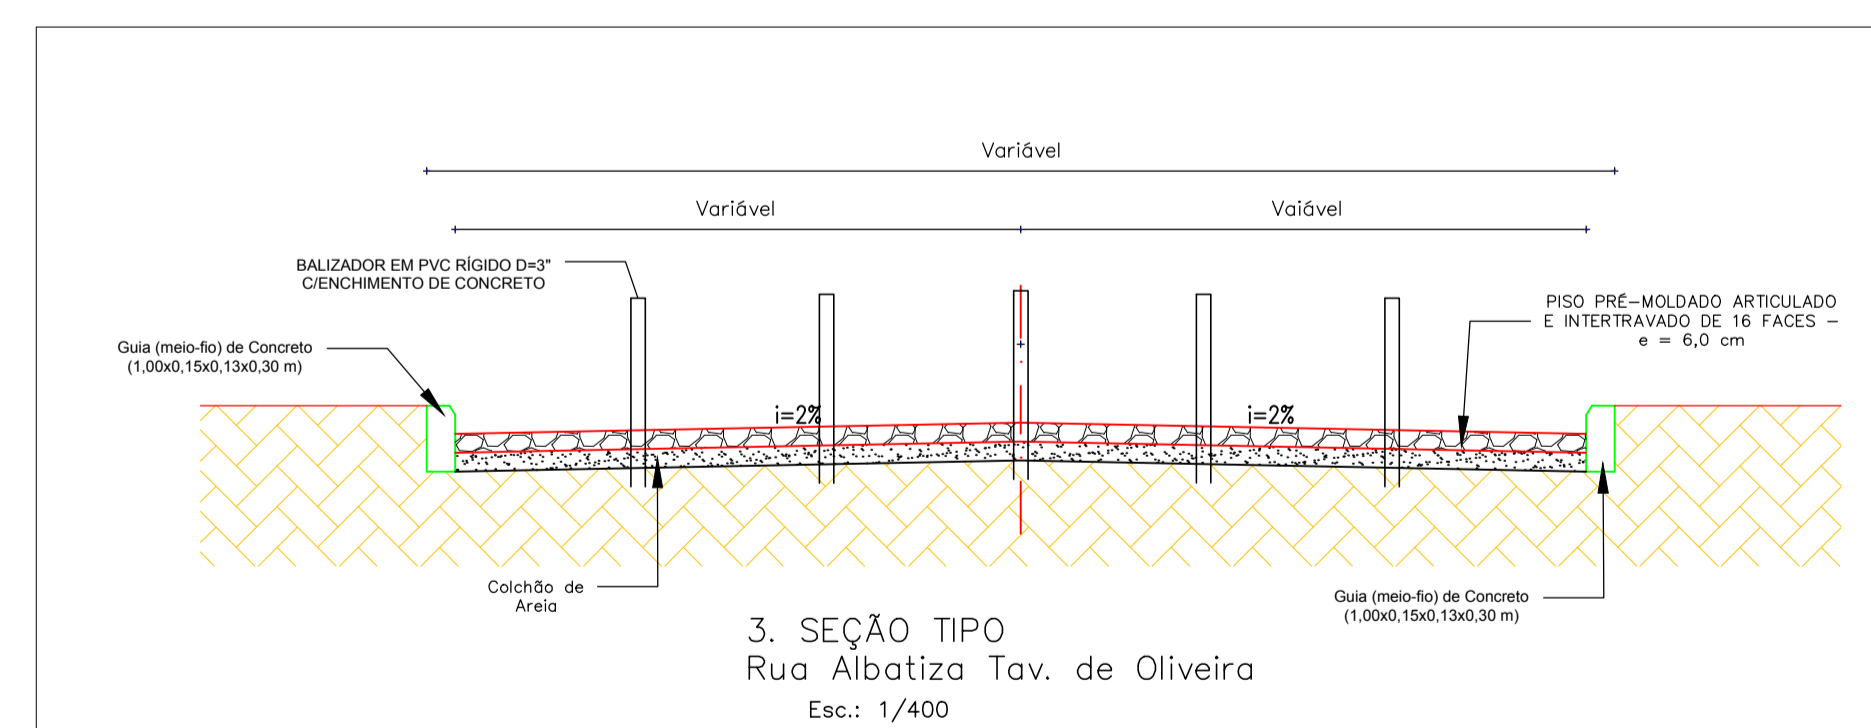 Variável
Variável
Vaiável
BALIZADOR EM PVC RÍGIDO D=3"
C/ENCHIMENTO DE CONCRETO
PISO PRÉ-MOLDADO ARTICULADO
E INTERTRAVADO DE 16 FACES -
e = 6,0 cm
Guia (meio-fio) de Concreto
(1,00x0,15x0,13x0,30 m)
i=2%
i=2%
Colchão de
Areia
Guia (meio-fio) de Concreto
(1,00x0,15x0,13x0,30 m)
3. SEÇÃO TIPO
Rua Albatiza Tav. de Oliveira
Esc.: 1/400